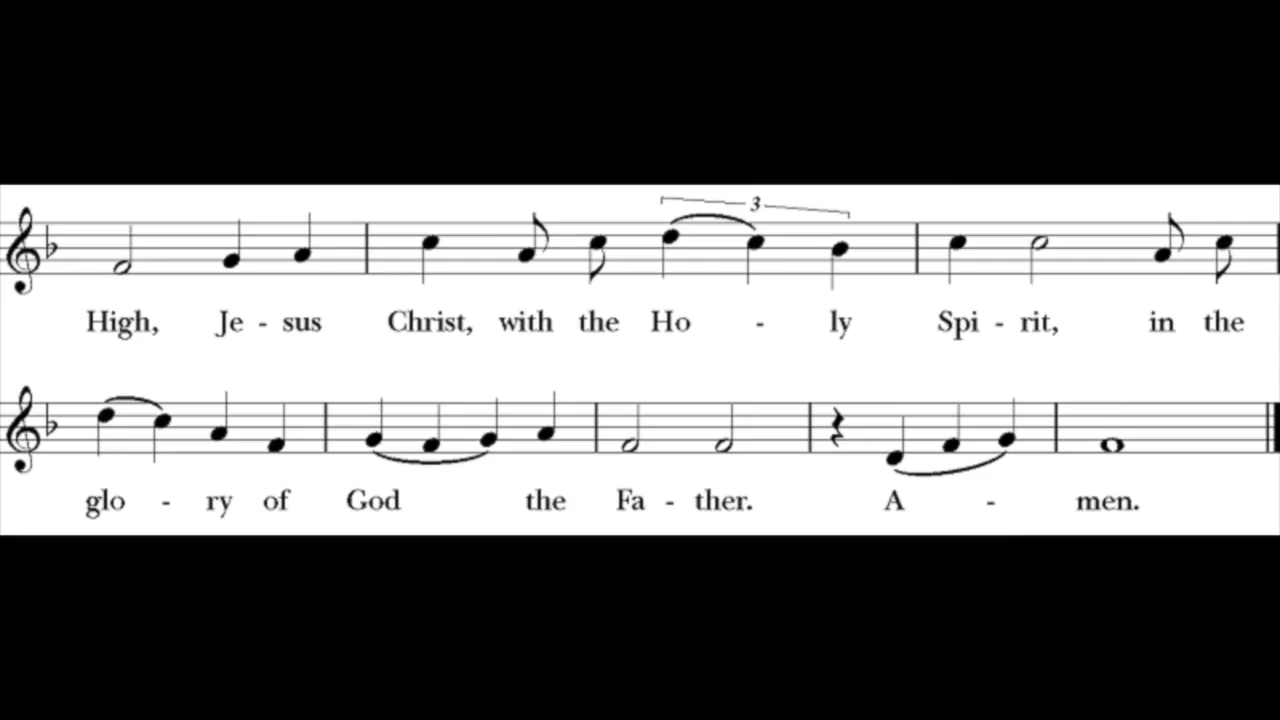 3
High, Je - sus Christ, with the Ho - ly Spi - rit, in the
glo - ry of God the Fa - ther. A - men.